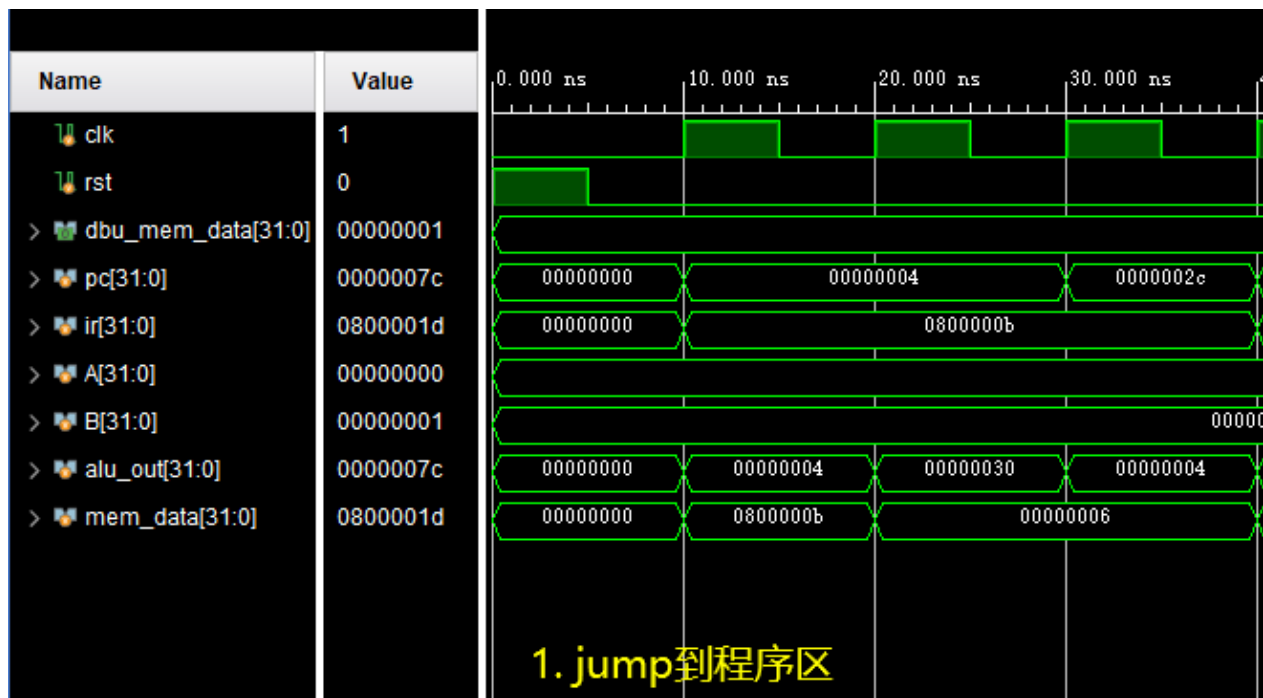 Name Value 0.000 ns 10.000 ns 20.000 ns 30.000 ns
clk 1
rst 0
dbu_mem_data[31:0] 00000001
pc[31:0] 0000007c 00000000 00000004 0000002c
ir[31:0] 0800001d 00000000 0800000b
A[31:0] 00000000
B[31:0] 00000001 00000
alu_out[31:0] 0000007c 00000000 00000004 00000030 00000004
mem_data[31:0] 0800001d 00000000 0800000b 00000006
1. jump到程序区